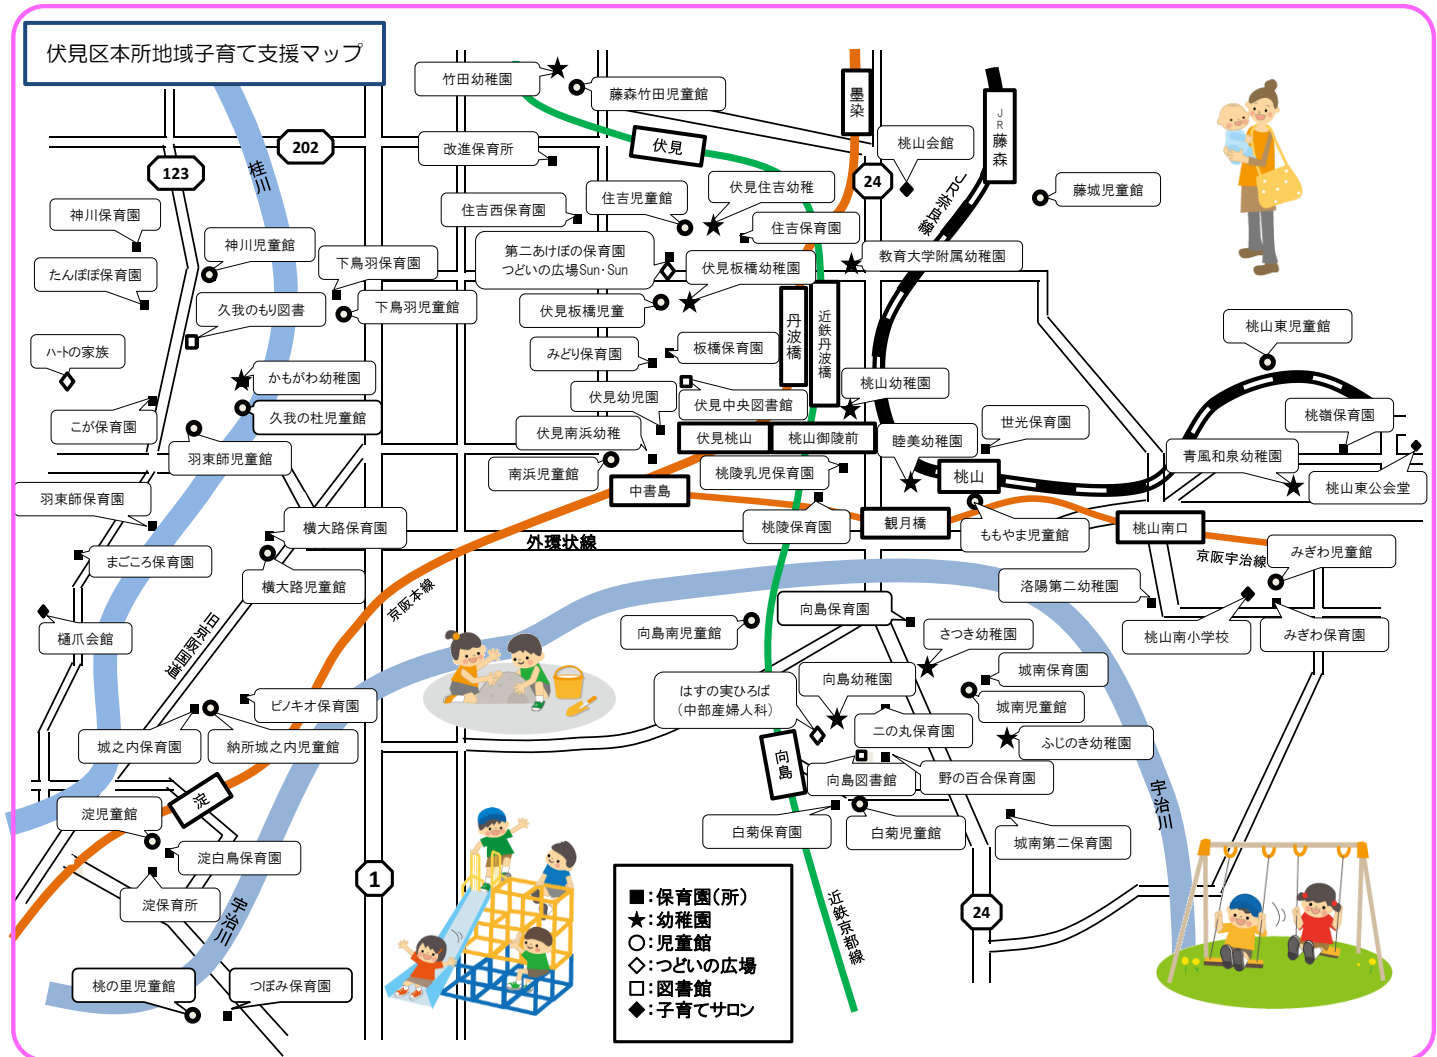 伏見区本所地域子育て支援マップ
竹田幼稚園
藤森竹田児童館
墨染
JR藤森
202
伏見
改進保育所
桃山会館
123
桂川
24
JR奈良線
藤城児童館
神川保育園
住吉西保育園
住吉児童館
伏見住吉幼稚
住吉保育園
神川児童館
下鳥羽保育園
第二あけぼの保育園
つどいの広場Sun・Sun
伏見板橋幼稚園
教育大学附属幼稚園
たんぽぽ保育園
久我のもり図書
下鳥羽児童館
伏見板橋児童
丹波橋
近鉄丹波橋
桃山東児童館
ハートの家族
みどり保育園
板橋保育園
かもがわ幼稚園
桃山幼稚園
伏見幼児園
伏見中央図書館
こが保育園
久我の杜児童館
世光保育園
桃嶺保育園
伏見南浜幼稚
伏見桃山
桃山御陵前
睦美幼稚園
羽東師児童館
南浜児童館
桃陵乳児保育園
桃山
青風和泉幼稚園
桃山東公会堂
羽東師保育園
中書島
横大路保育園
桃陵保育園
観月橋
ももやま児童館
桃山南口
外環状線
まごころ保育園
横大路児童館
京阪本線
京阪宇治線
みぎわ児童館
洛陽第二幼稚園
樋爪会館
旧京阪国道
向島南児童館
向島保育園
さつき幼稚園
桃山南小学校
みぎわ保育園
城南保育園
はすの実ひろば
(中部産婦人科)
向島幼稚園
ピノキオ保育園
城南児童館
城之内保育園
納所城之内児童館
二の丸保育園
ふじのき幼稚園
向島
向島図書館
野の百合保育園
淀
宇治川
淀児童館
白菊保育園
白菊児童館
城南第二保育園
淀白鳥保育園
1
淀保育所
宇治川
24
近鉄京都線
■：保育園(所)
★：幼稚園
○：児童館
◇：つどいの広場
□：図書館
◆：子育てサロン
桃の里児童館
つぼみ保育園